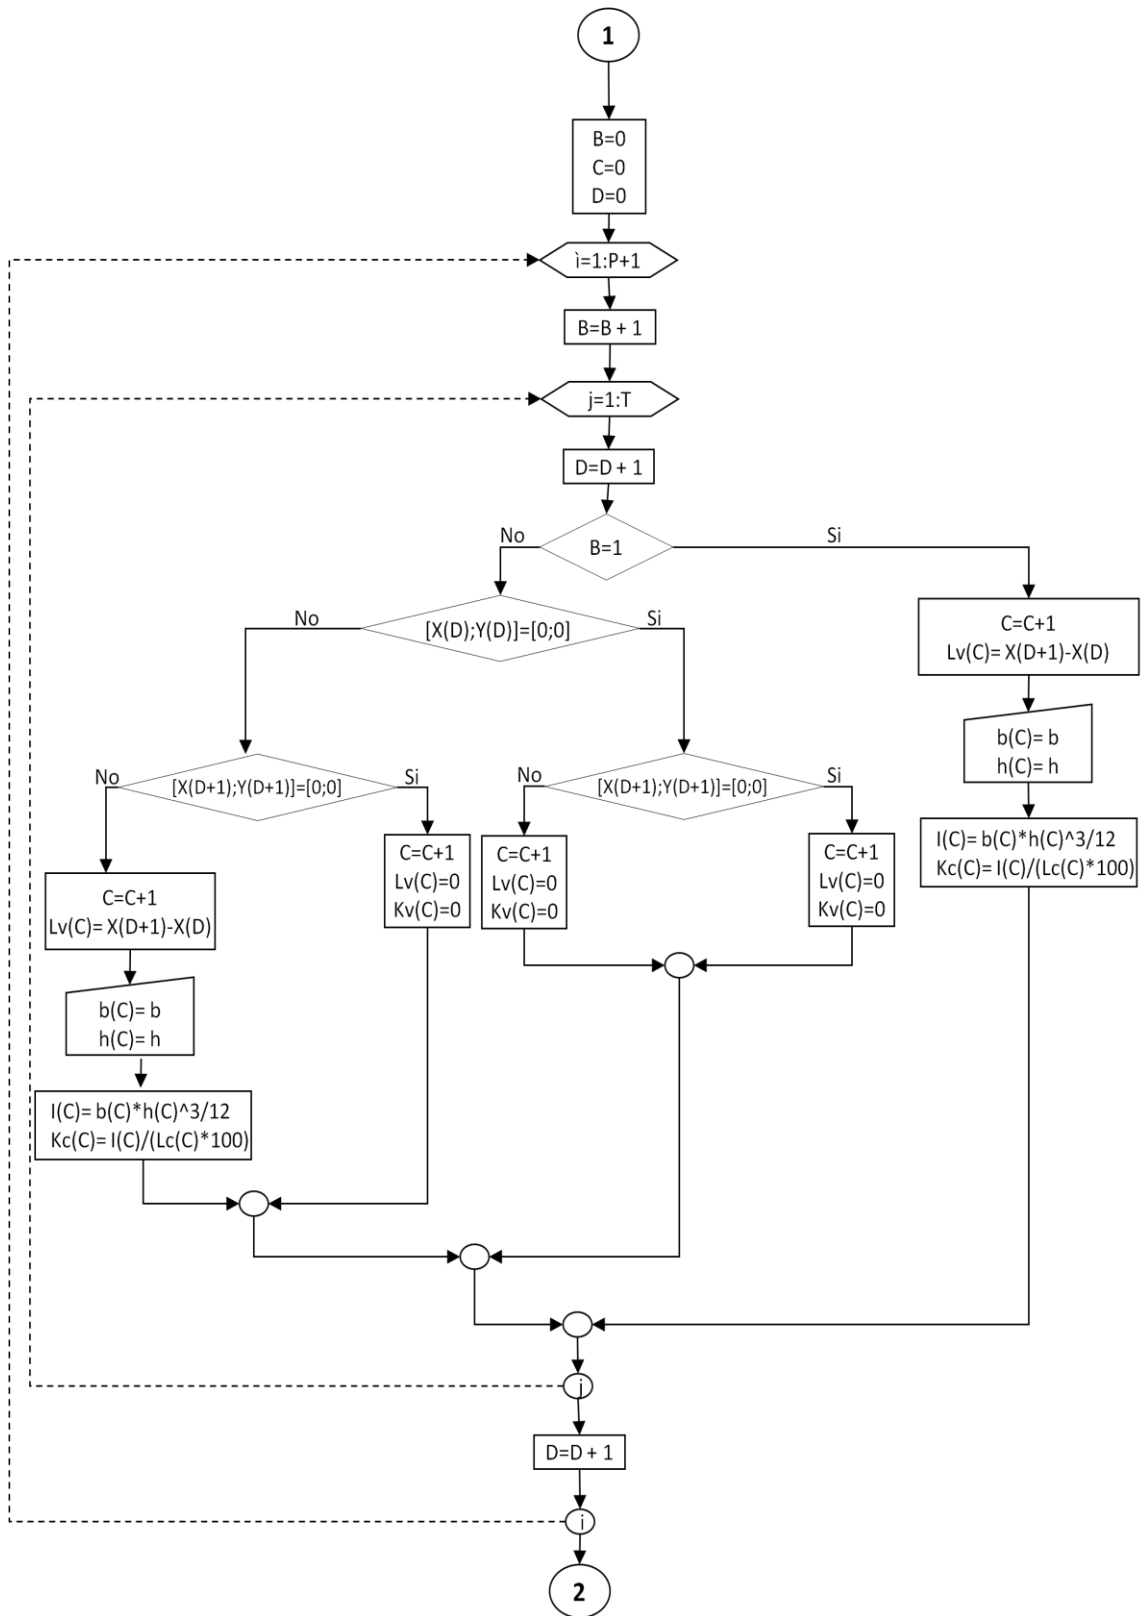 1
B=0
C=0
D=0
ì=1:P+1
B=B + 1
j=1:T
D=D + 1
B=1
No
Si
[X(D);Y(D)]=[0;0]
No
Si
C=C+1
Lv(C)= X(D+1)-X(D)
b(C)= b
h(C)= h
I(C)= b(C)*h(C)^3/12
Kc(C)= I(C)/(Lc(C)*100)
[X(D+1);Y(D+1)]=[0;0]
No
Si
[X(D+1);Y(D+1)]=[0;0]
No
Si
C=C+1
Lv(C)= X(D+1)-X(D)
b(C)= b
h(C)= h
I(C)= b(C)*h(C)^3/12
Kc(C)= I(C)/(Lc(C)*100)
C=C+1
Lv(C)=0
Kv(C)=0
C=C+1
Lv(C)=0
Kv(C)=0
C=C+1
Lv(C)=0
Kv(C)=0
j
D=D + 1
i
2